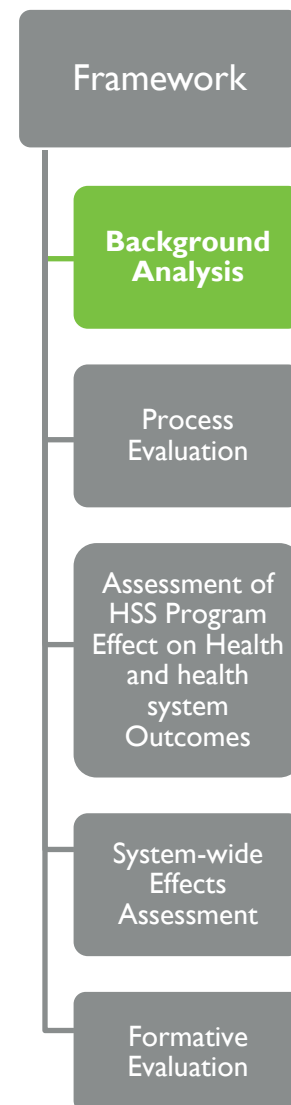 Framework
Background
Analysis
Process
Evaluation
Assessment of
HSS Program
Effect on Health
and health
system
Outcomes
System-wide
Effects
Assessment
Formative
Evaluation